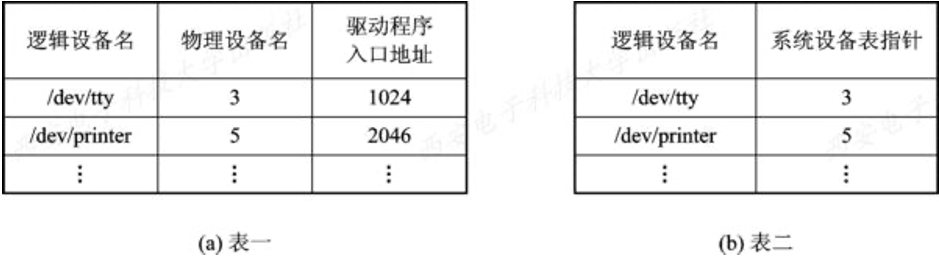 逻辑设备名 物理设备名 驱动程序入口地址
/dev/tty 3 1024
/dev/printer 5 2046
⋮ ⋮ ⋮
(a) 表一
逻辑设备名 系统设备表指针
/dev/tty 3
/dev/printer 5
⋮ ⋮
(b) 表二